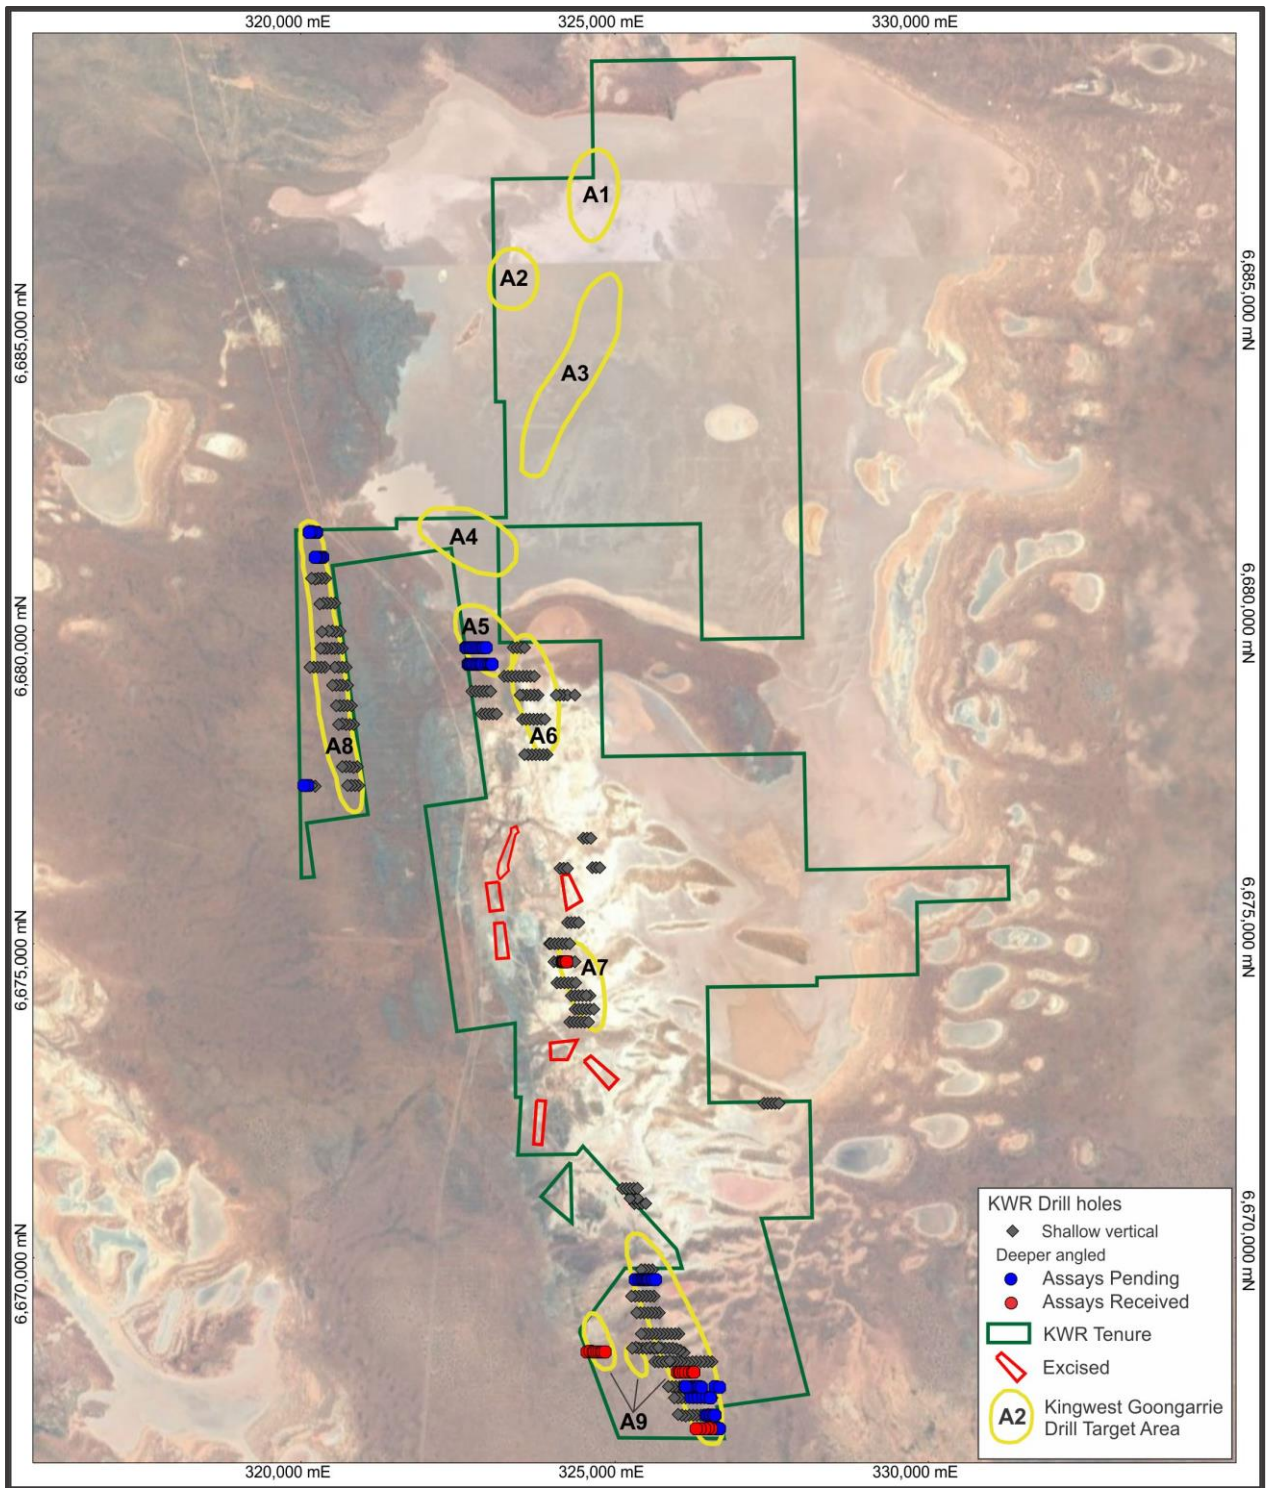 320,000 mE
325,000 mE
330,000 mE
A1
A2
6,685,000 mN
6,685,000 mN
A3
A4
6,680,000 mN
6,680,000 mN
A5
A6
A8
6,675,000 mN
6,675,000 mN
A7
6,670,000 mN
6,670,000 mN
A9
KWR Drill holes
Shallow vertical
Deeper angled
Assays Pending
Assays Received
KWR Tenure
Excised
A2
Kingwest Goongarrie
Drill Target Area
320,000 mE
325,000 mE
330,000 mE